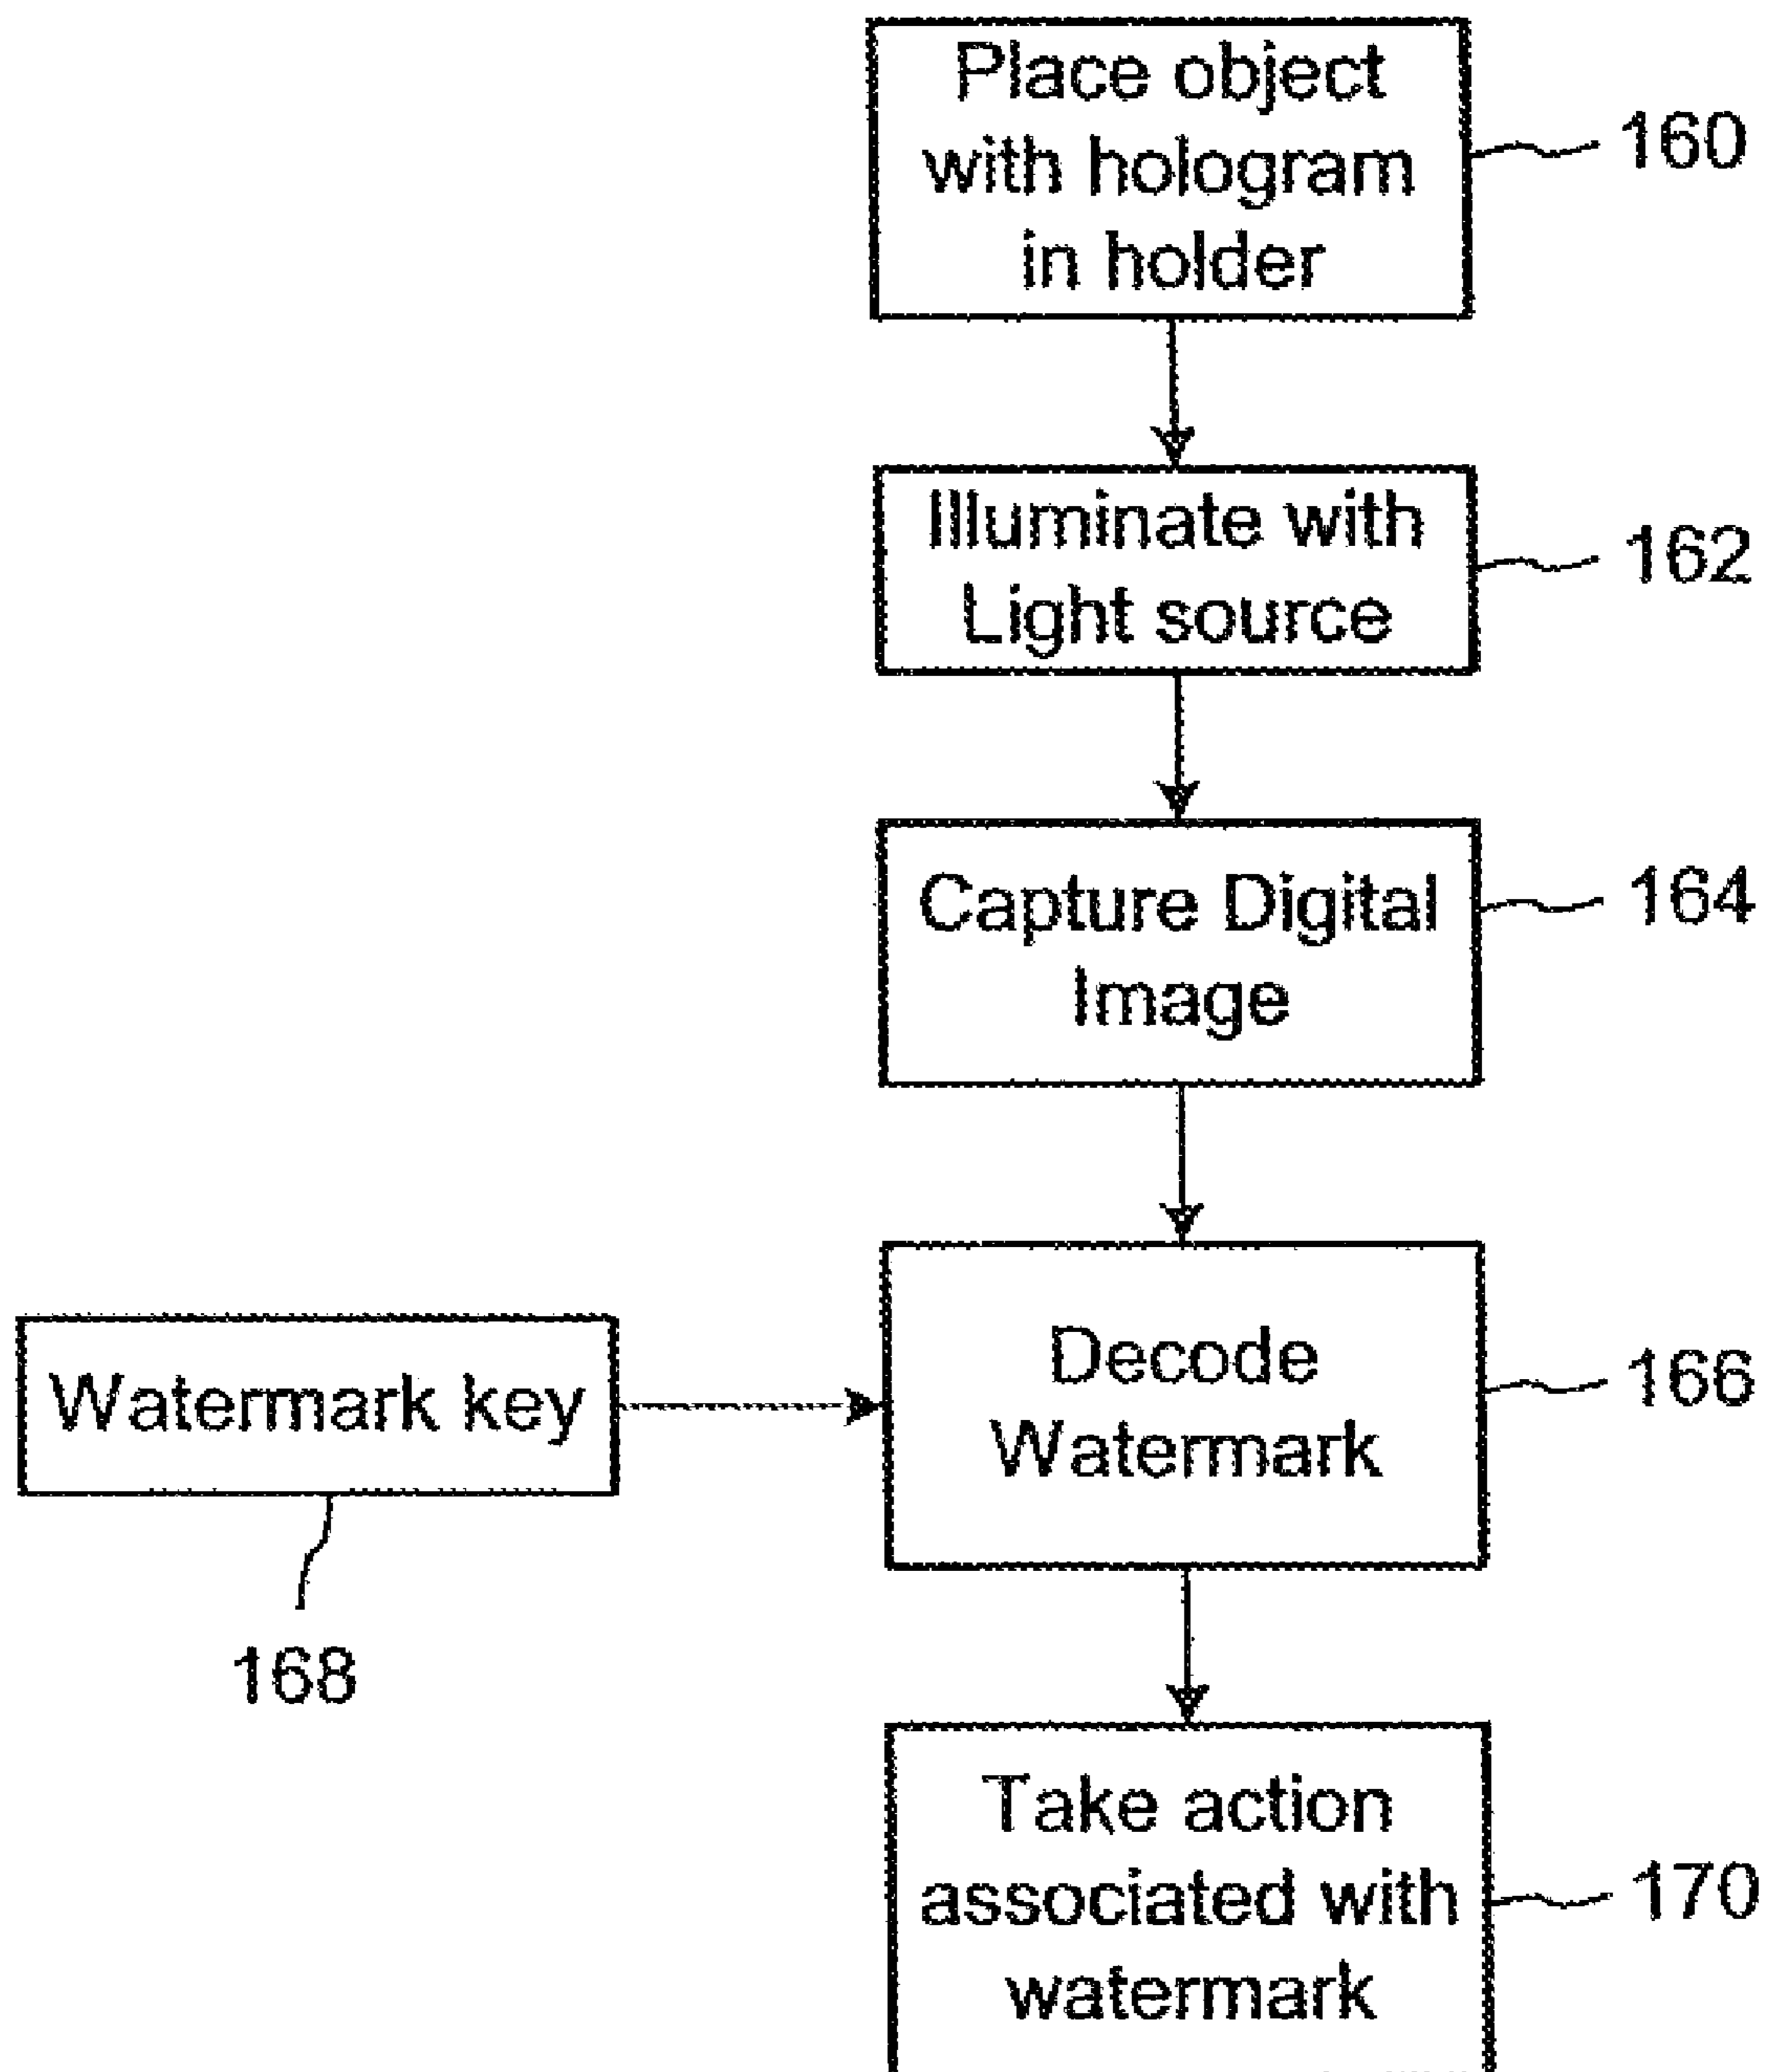 Place object
with hologram
in holder
160
Illuminate with
Light source
162
Capture Digital
Image
164
Decode
Watermark
166
Watermark key
168
Take action
associated with
watermark
170